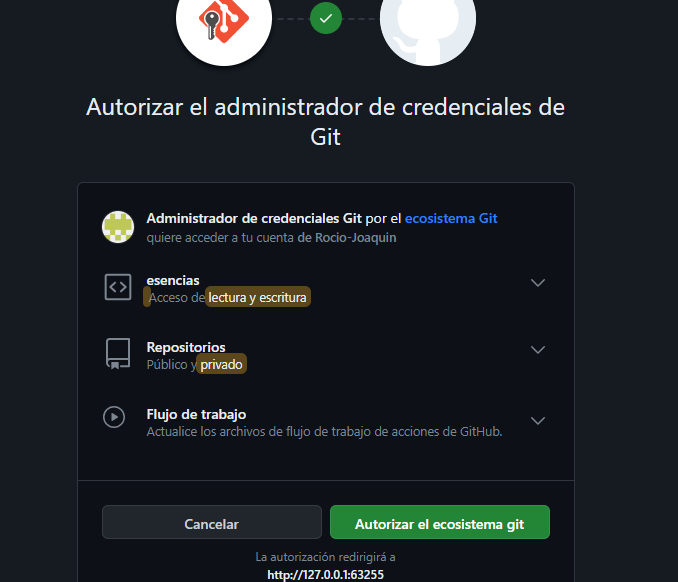 Autorizar el administrador de credenciales de
Git
Administrador de credenciales Git por el ecosistema Git
quiere acceder a tu cuenta de Rocio-Joaquin
esencias
Acceso de lectura y escritura
Repositorios
Público y privado
Flujo de trabajo
Actualice los archivos de flujo de trabajo de acciones de GitHub.
Cancelar
Autorizar el ecosistema git
La autorización redirigirá a
http://127.0.0.1:63255